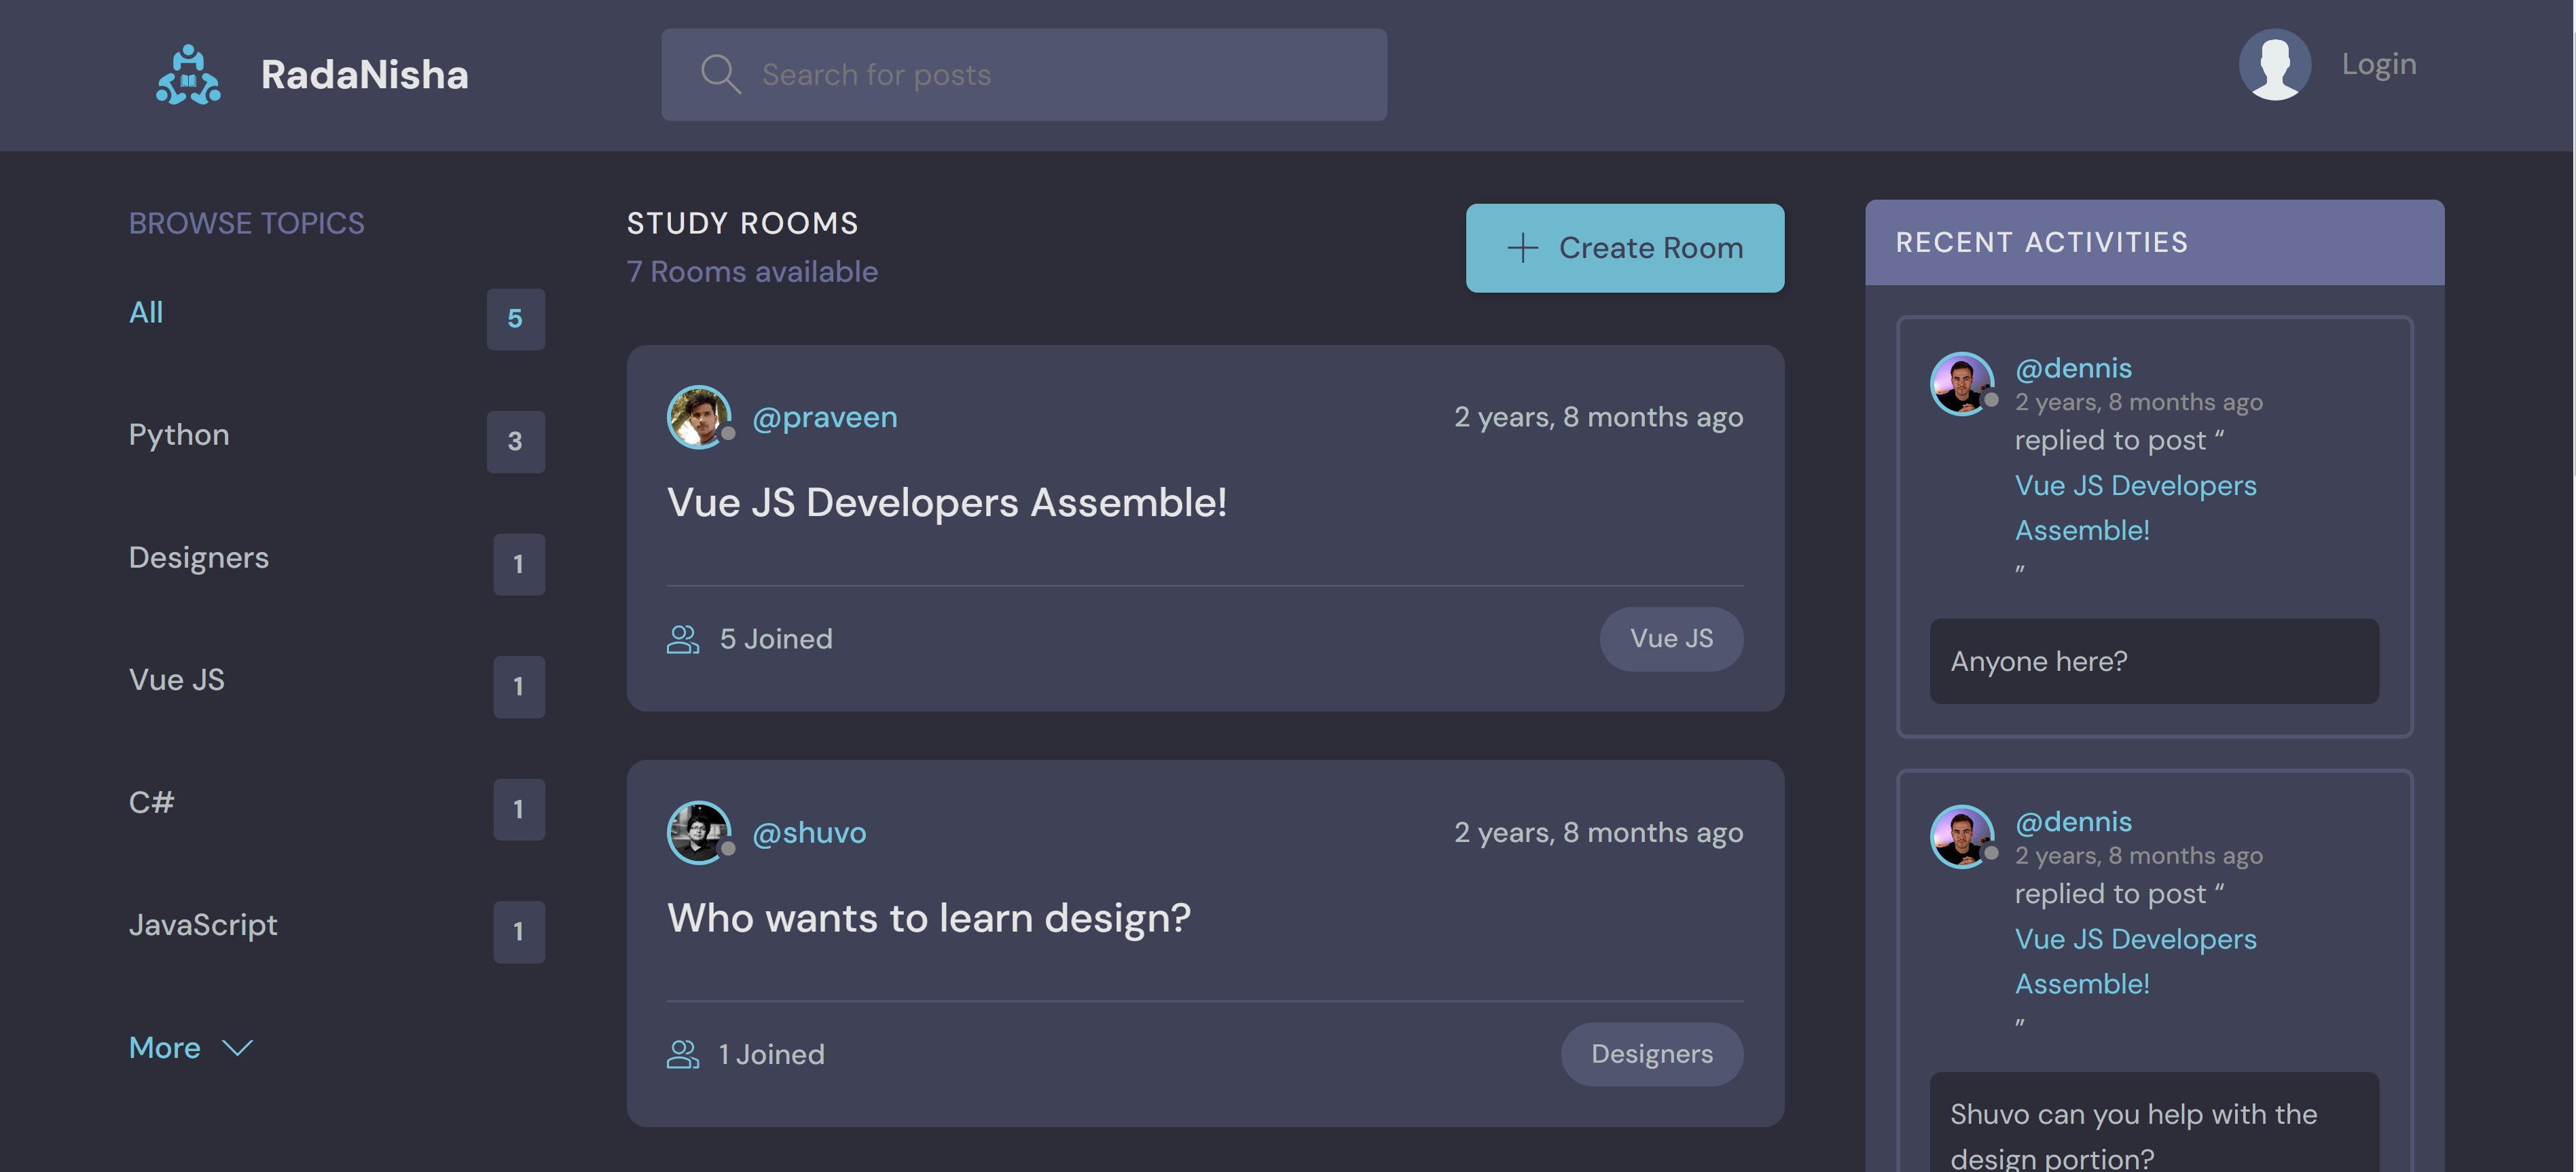 RadaNisha
Search for posts
Login
BROWSE TOPICS
All
5
Python
3
Designers
1
Vue JS
1
C#
1
JavaScript
1
More
STUDY ROOMS
7 Rooms available
Create Room
@praveen
2 years, 8 months ago
Vue JS Developers Assemble!
5 Joined
Vue JS
@shuvo
2 years, 8 months ago
Who wants to learn design?
1 Joined
Designers
RECENT ACTIVITIES
@dennis
2 years, 8 months ago
replied to post “
Vue JS Developers
Assemble!
”
Anyone here?
@dennis
2 years, 8 months ago
replied to post “
Vue JS Developers
Assemble!
”
Shuvo can you help with the
design portion?